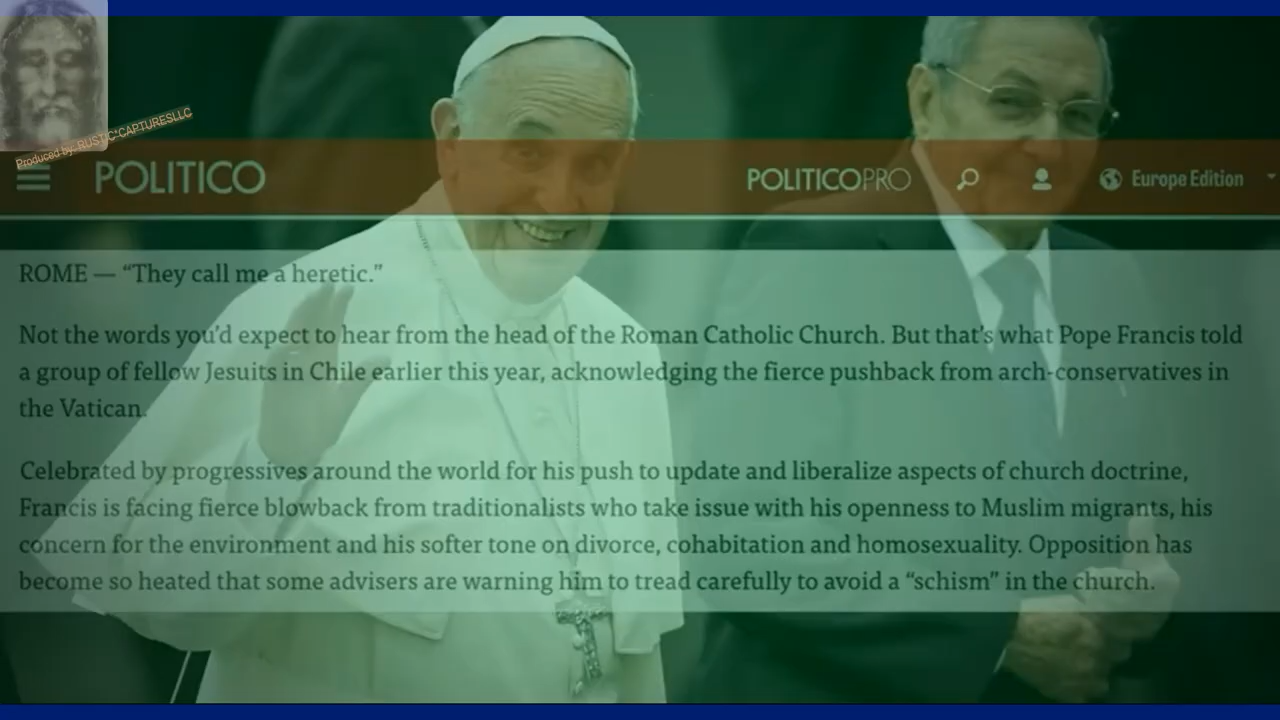 Produced by: RUSTIC*CAPTURESLLC
POLITICO
POLITICOPRO
Europe Edition
ROME — “They call me a heretic.”
Not the words you’d expect to hear from the head of the Roman Catholic Church. But that’s what Pope Francis told
a group of fellow Jesuits in Chile earlier this year, acknowledging the fierce pushback from arch-conservatives in
the Vatican.
Celebrated by progressives around the world for his push to update and liberalize aspects of church doctrine,
Francis is facing fierce blowback from traditionalists who take issue with his openness to Muslim migrants, his
concern for the environment and his softer tone on divorce, cohabitation and homosexuality. Opposition has
become so heated that some advisers are warning him to tread carefully to avoid a “schism” in the church.